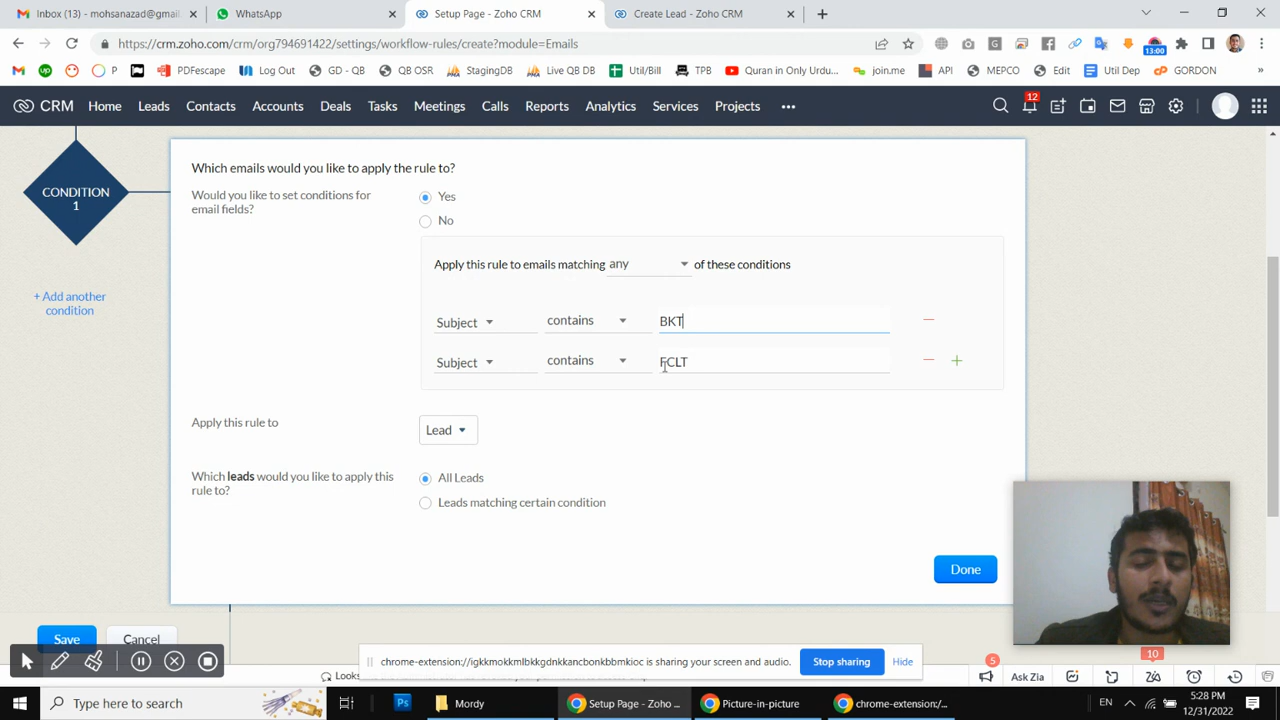 Inbox (13) - mohsanazad@gmail.
WhatsApp
Setup Page - Zoho CRM
Create Lead - Zoho CRM
https://crm.zoho.com/crm/org794691422/settings/workflow-rules/create?module=Emails
13:00
up
P
PDFescape
Log Out
GD - QB
QB OSR
StagingDB
Live QB DB
Util/Bill
TPB
Quran in Only Urdu...
join.me
API
MEPCO
Edit
Util Dep
GORDON
»
CRM
Home
Leads
Contacts
Accounts
Deals
Tasks
Meetings
Calls
Reports
Analytics
Services
Projects
12
CONDITION
1
+ Add another
condition
Which emails would you like to apply the rule to?
Would you like to set conditions for
email fields?
Yes
No
Apply this rule to emails matching any of these conditions
Subject contains BKT
Subject contains FCLT
Apply this rule to
Lead
Which leads would you like to apply this
rule to?
All Leads
Leads matching certain condition
Done
Save
Cancel
chrome-extension://igkkmokkmlbkkgdnkkancbonkbbmkioc is sharing your screen and audio.
Stop sharing
Hide
Looks
5
Ask Zia
10
Type here to search
Mordy
Setup Page - Zoho ...
Picture-in-picture
chrome-extension:/...
EN
5:28 PM
12/31/2022